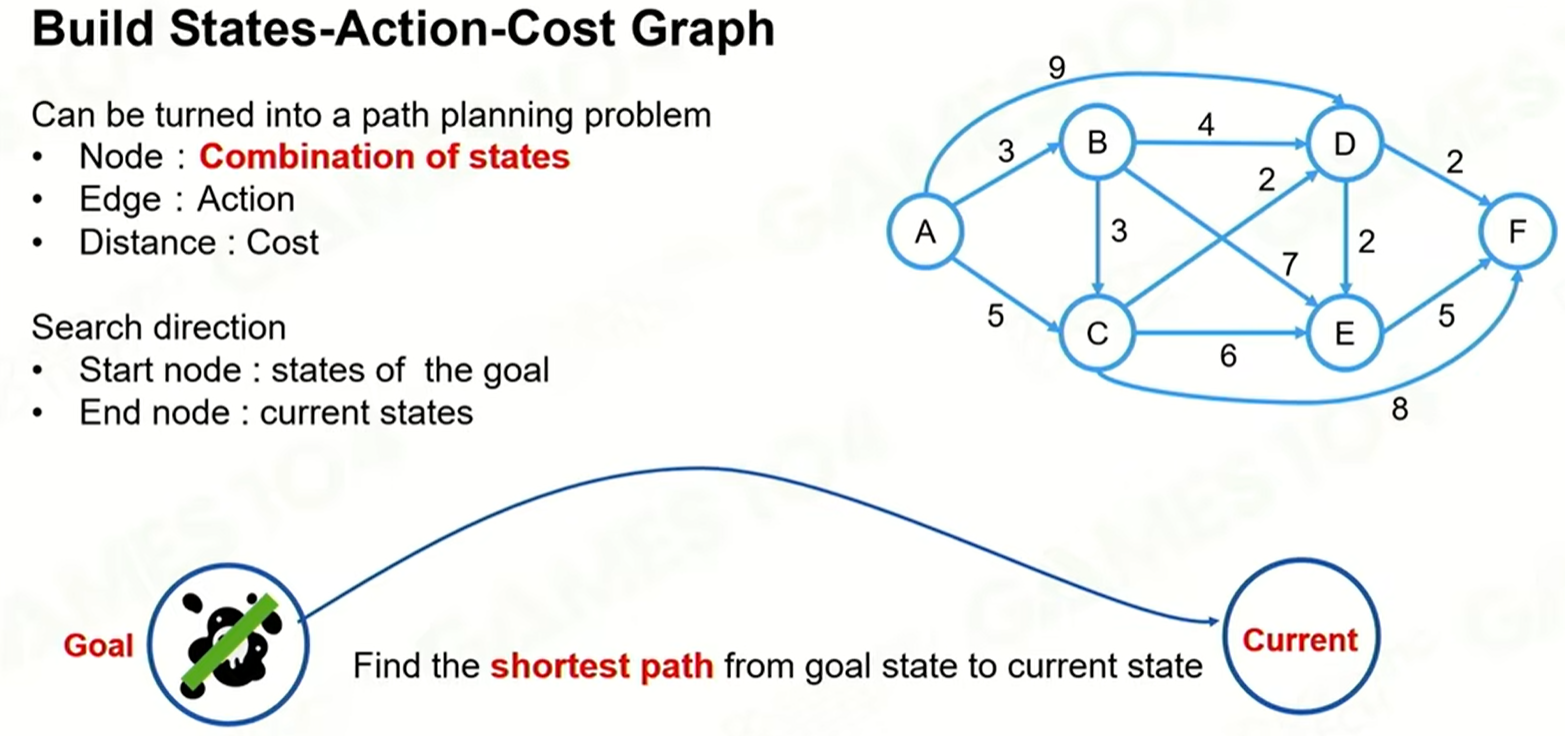 Build States-Action-Cost Graph
Can be turned into a path planning problem
• Node : Combination of states
• Edge : Action
• Distance : Cost
Search direction
• Start node : states of the goal
• End node : current states
9
3
B
4
D
2
A
2
3
2
F
7
5
C
6
E
5
8
Goal
Find the shortest path from goal state to current state
Current
GAMES104